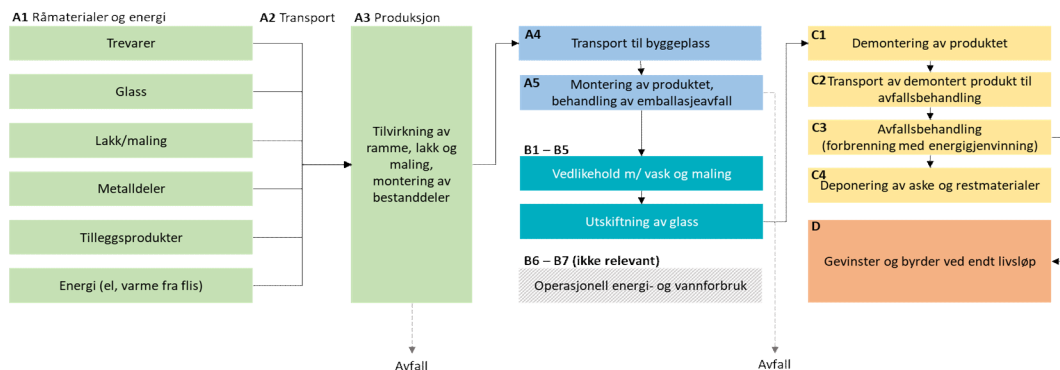 A1 Råmaterialer og energi
Trevarer
Glass
Lakk/maling
Metalldeler
Tilleggsprodukter
Energi (el, varme fra flis)
A2 Transport
A3 Produksjon
Tilvirkning av
ramme, lakk og
maling,
montering av
bestanddeler
Avfall
A4
Transport til byggeplass
A5
Montering av produktet,
behandling av emballasjeavfall
Avfall
B1 – B5
Vedlikehold m/ vask og maling
Utskiftning av glass
B6 – B7 (ikke relevant)
Operasjonell energi- og vannforbruk
C1
Demontering av produktet
C2
Transport av demontert produkt til
avfallsbehandling
C3
Avfallsbehandling
(forbrenning med energigjenvinning)
C4
Deponering av aske og restmaterialer
D
Gevinster og byrder ved endt livsløp